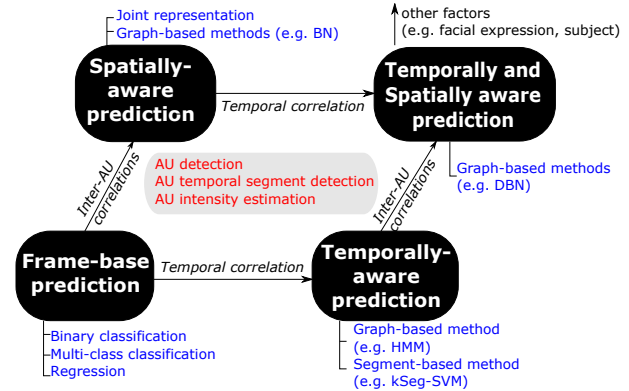 Joint representation
Graph-based methods (e.g. BN)
other factors
(e.g. facial expression, subject)
Spatially-
aware
prediction
Temporal correlation
Temporally and
Spatially aware
prediction
Inter-AU
correlations
AU detection
AU temporal segment detection
AU intensity estimation
Inter-AU
correlations
Graph-based methods
(e.g. DBN)
Frame-base
prediction
Temporal correlation
Temporally-
aware
prediction
Binary classification
Multi-class classification
Regression
Graph-based method
(e.g. HMM)
Segment-based method
(e.g. kSeg-SVM)